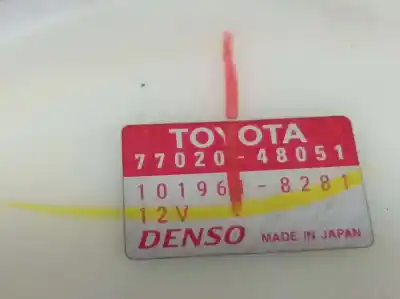 TOYOTA
77020-48051
12V
DENSO MADE IN JAPAN